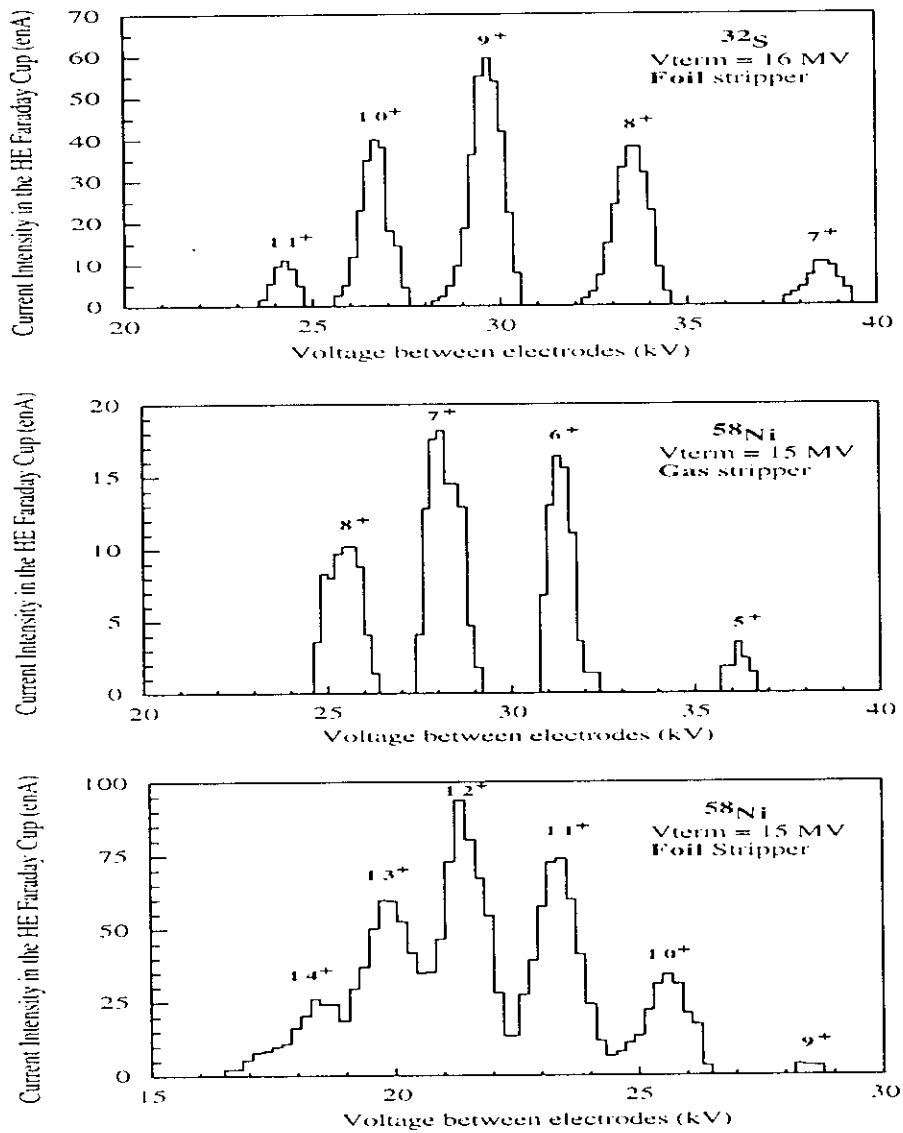 Current Intensity in the HE Faraday Cup (enA)
70
60
50
40
30
20
10
0
11+
10+
9+
8+
7+
32S
Vterm = 16 MV
Foil stripper
20 25 30 35 40
Voltage between electrodes (kV)
Current Intensity in the HE Faraday Cup (enA)
20
15
10
5
0
8+
7+
6+
5+
58Ni
Vterm = 15 MV
Gas stripper
20 25 30 35 40
Voltage between electrodes (kV)
Current Intensity in the HE Faraday Cup (enA)
100
75
50
25
0
14+
13+
12+
11+
10+
9+
58Ni
Vterm = 15 MV
Foil Stripper
15 20 25 30
Voltage between electrodes (kV)